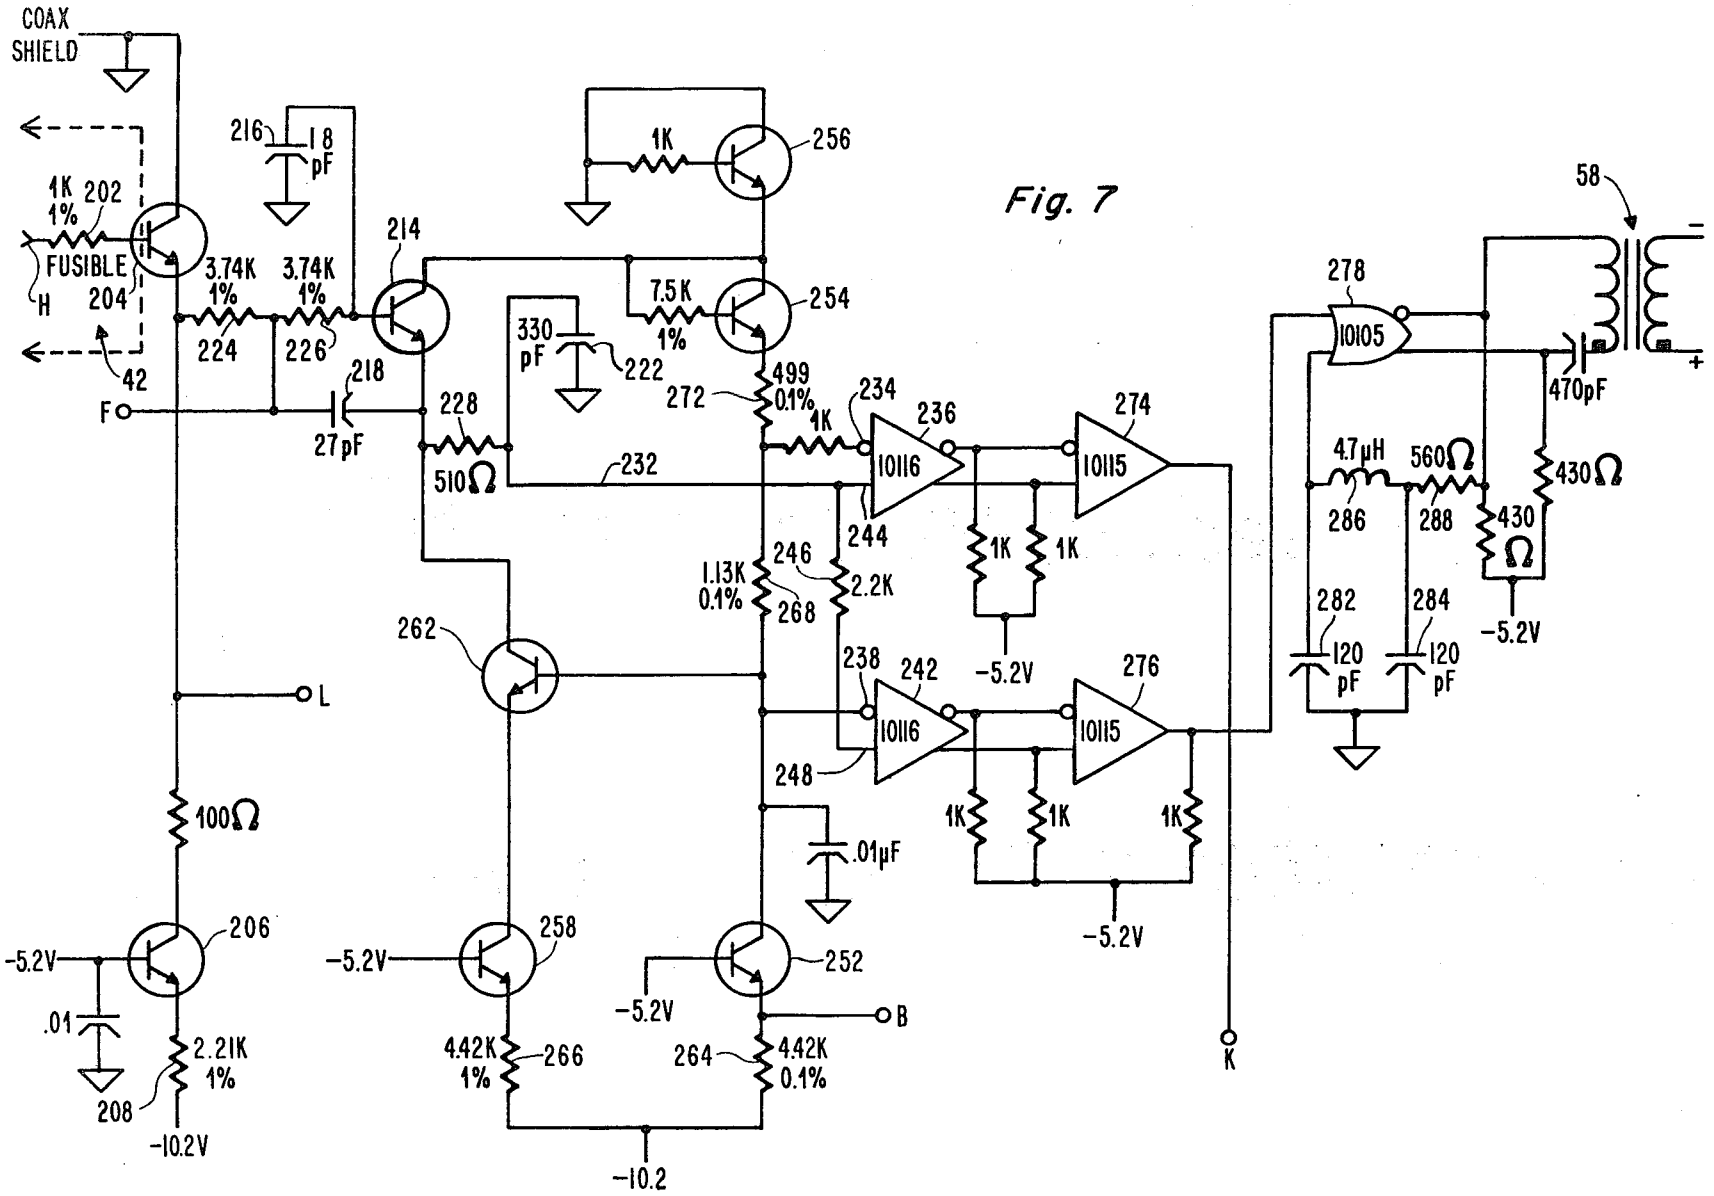 COAX
SHIELD
216
18
pF
1K
256
Fig. 7
58
1K
1%
202
214
FUSIBLE
H
204
3.74K
1%
3.74K
1%
7.5K
1%
254
278
10105
224
226
42
218
330
pF
222
499
0.1%
272
1K
234
236
274
470pF
F
27pF
228
510Ω
232
10116
10115
4.7μH
560Ω
430Ω
244
286
288
430
Ω
246
1K
1K
1.13K
0.1%
268
2.2K
282
284
-5.2V
262
-5.2V
238
242
276
120
pF
120
pF
L
10116
10115
248
100Ω
1K
1K
1K
.01μF
206
-5.2V
258
-5.2V
252
-5.2V
-5.2V
B
.01
2.21K
1%
208
4.42K
1%
266
264
4.42K
0.1%
K
-10.2V
-10.2
-
+